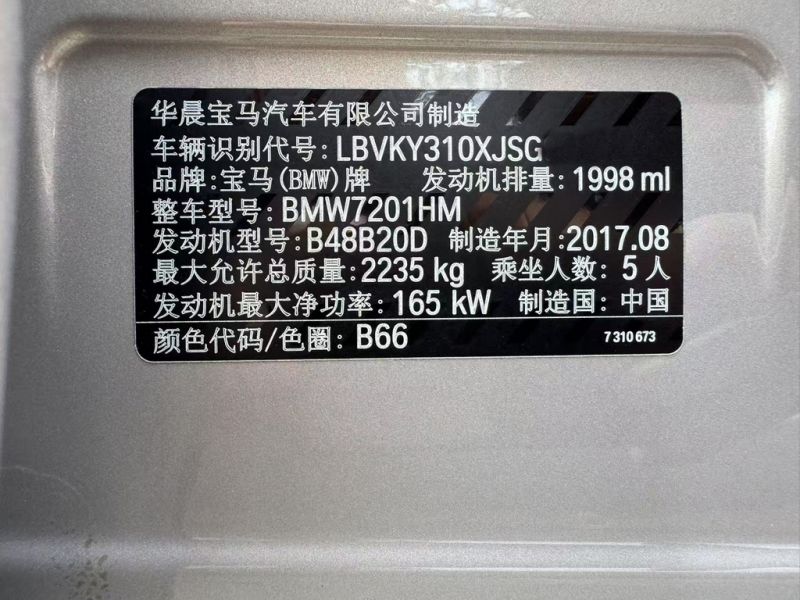 华晨宝马汽车有限公司制造
车辆识别代号: LBVKY310XJSG
品牌:宝马(BMW)牌 发动机排量: 1998 ml
整车型号: BMW7201HM
发动机型号: B48B20D 制造年月:2017.08
最大允许总质量: 2235 kg 乘坐人数: 5 人
发动机最大净功率: 165 kW 制造国: 中国
颜色代码/色圈: B66 7 310 673